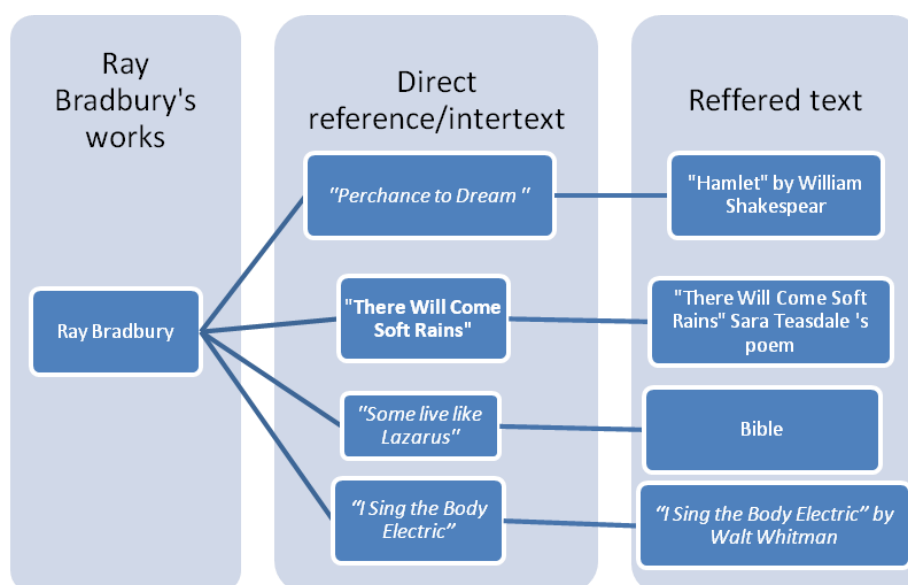 Ray
Bradbury's
works
Direct
reference/intertext
Reffered text
Ray Bradbury
"Perchance to Dream "
"Hamlet" by William
Shakespear
"There Will Come
Soft Rains"
"There Will Come Soft
Rains" Sara Teasdale 's
poem
"Some live like
Lazarus"
Bible
“I Sing the Body
Electric”
“I Sing the Body Electric” by
Walt Whitman